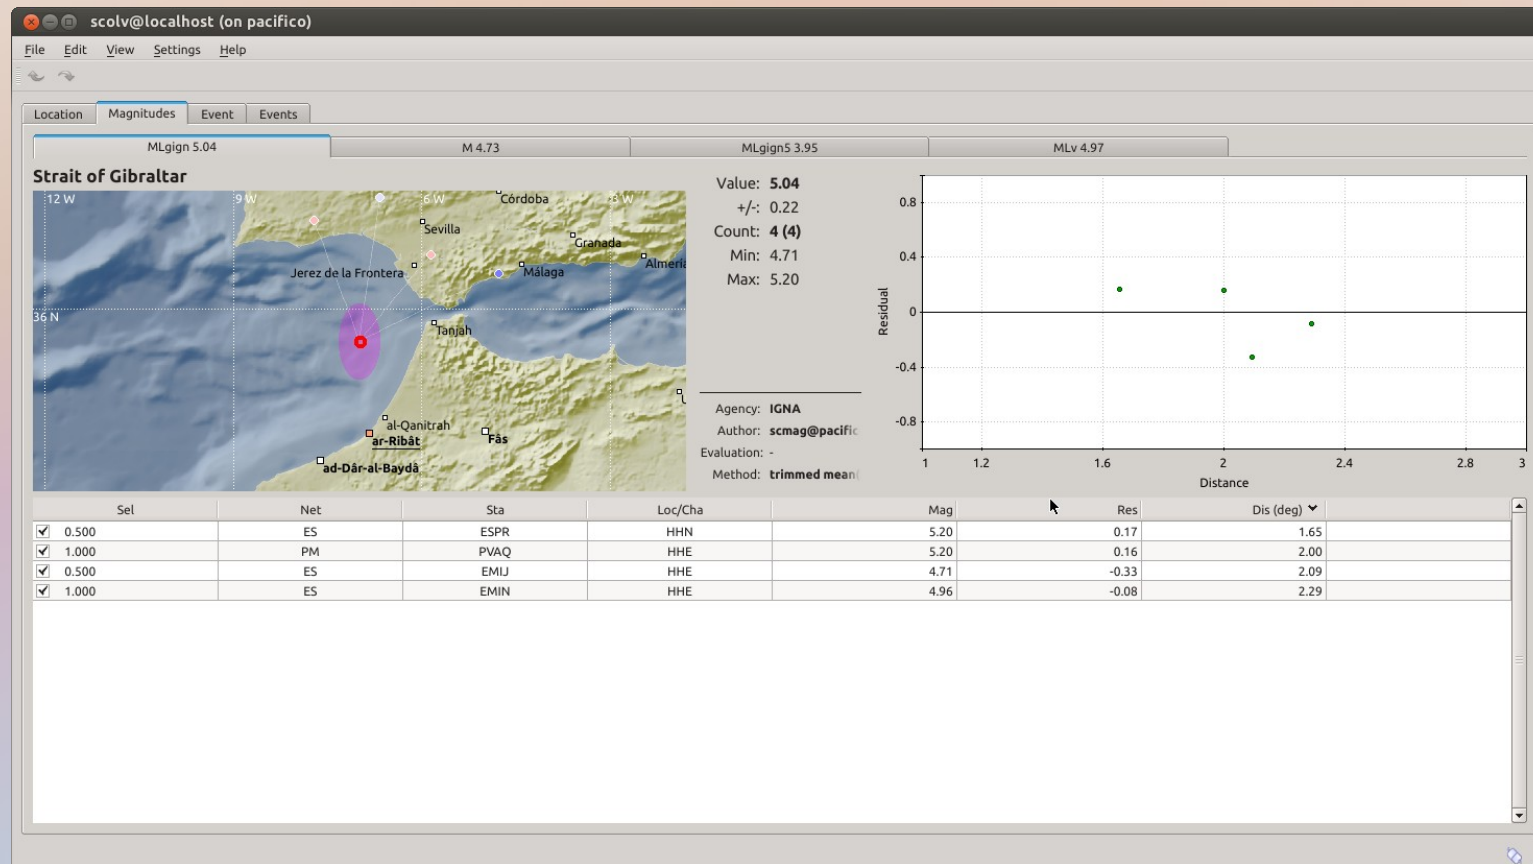 scolv@localhost (on pacifico)
File Edit View Settings Help
Location Magnitudes Event Events
MLgign 5.04 M 4.73 MLgign5 3.95 MLv 4.97
Strait of Gibraltar
12 W 9 W 6 W 3 W
Córdoba
Sevilla
Granada
Jerez de la Frontera
Málaga
Almería
36 N
Tanjah
al-Qanitrah
ar-Ribât
Fâs
ad-Dâr-al-Baydâ
Value: 5.04
+/-: 0.22
Count: 4 (4)
Min: 4.71
Max: 5.20
Agency: IGNA
Author: scmag@pacific
Evaluation: -
Method: trimmed mean(
Residual
0.8
0.4
0
-0.4
-0.8
1 1.2 1.6 2 2.4 2.8 3
Distance
Sel Net Sta Loc/Cha Mag Res Dis (deg)
0.500 ES ESPR HHN 5.20 0.17 1.65
1.000 PM PVAQ HHE 5.20 0.16 2.00
0.500 ES EMIJ HHE 4.71 -0.33 2.09
1.000 ES EMIN HHE 4.96 -0.08 2.29